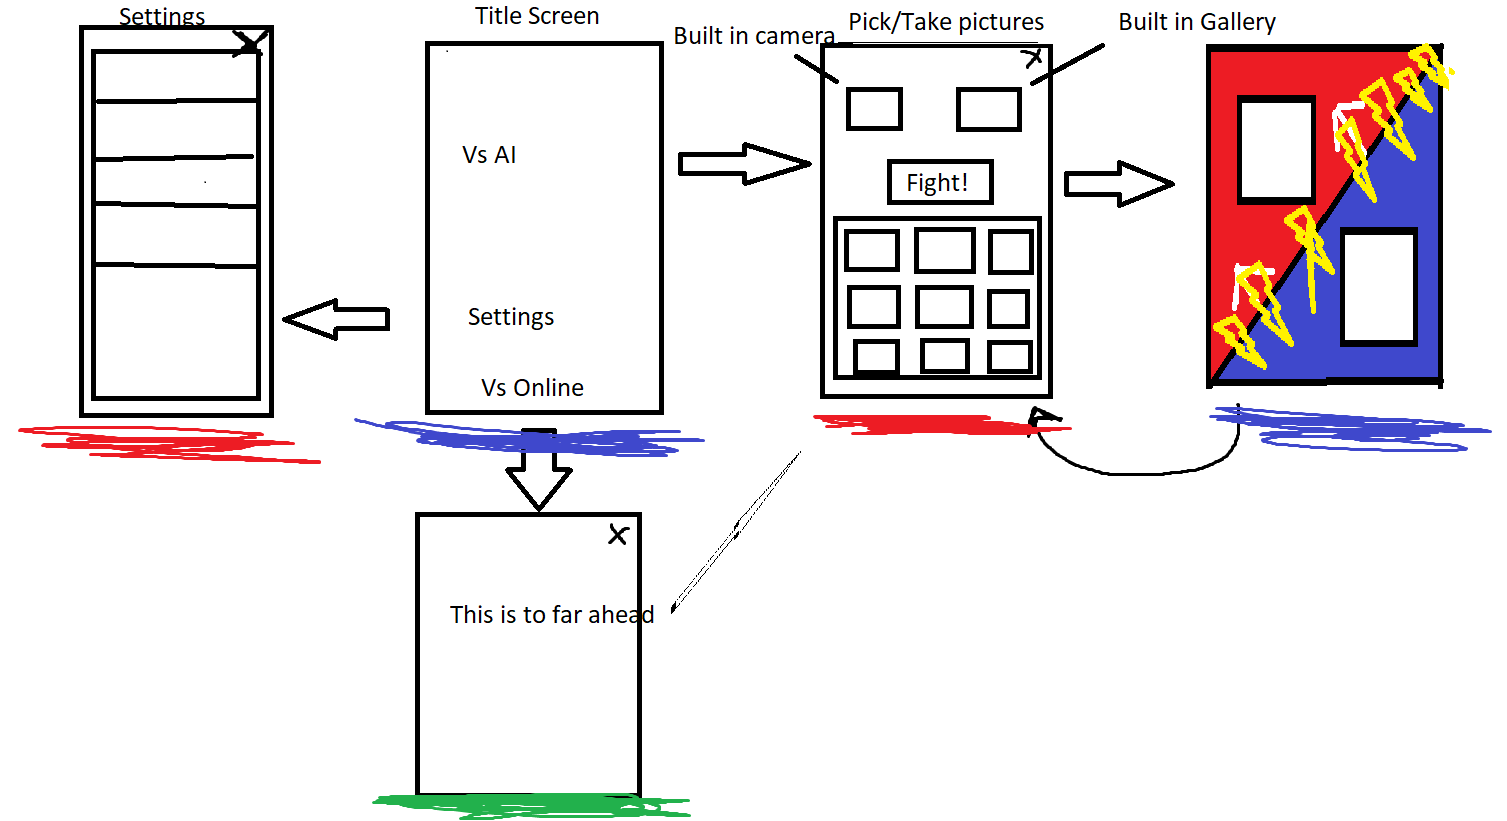 Settings
Title Screen
Built in camera
Pick/Take pictures
Built in Gallery
Vs AI
Settings
Vs Online
X
Fight!
X
X
This is to far ahead